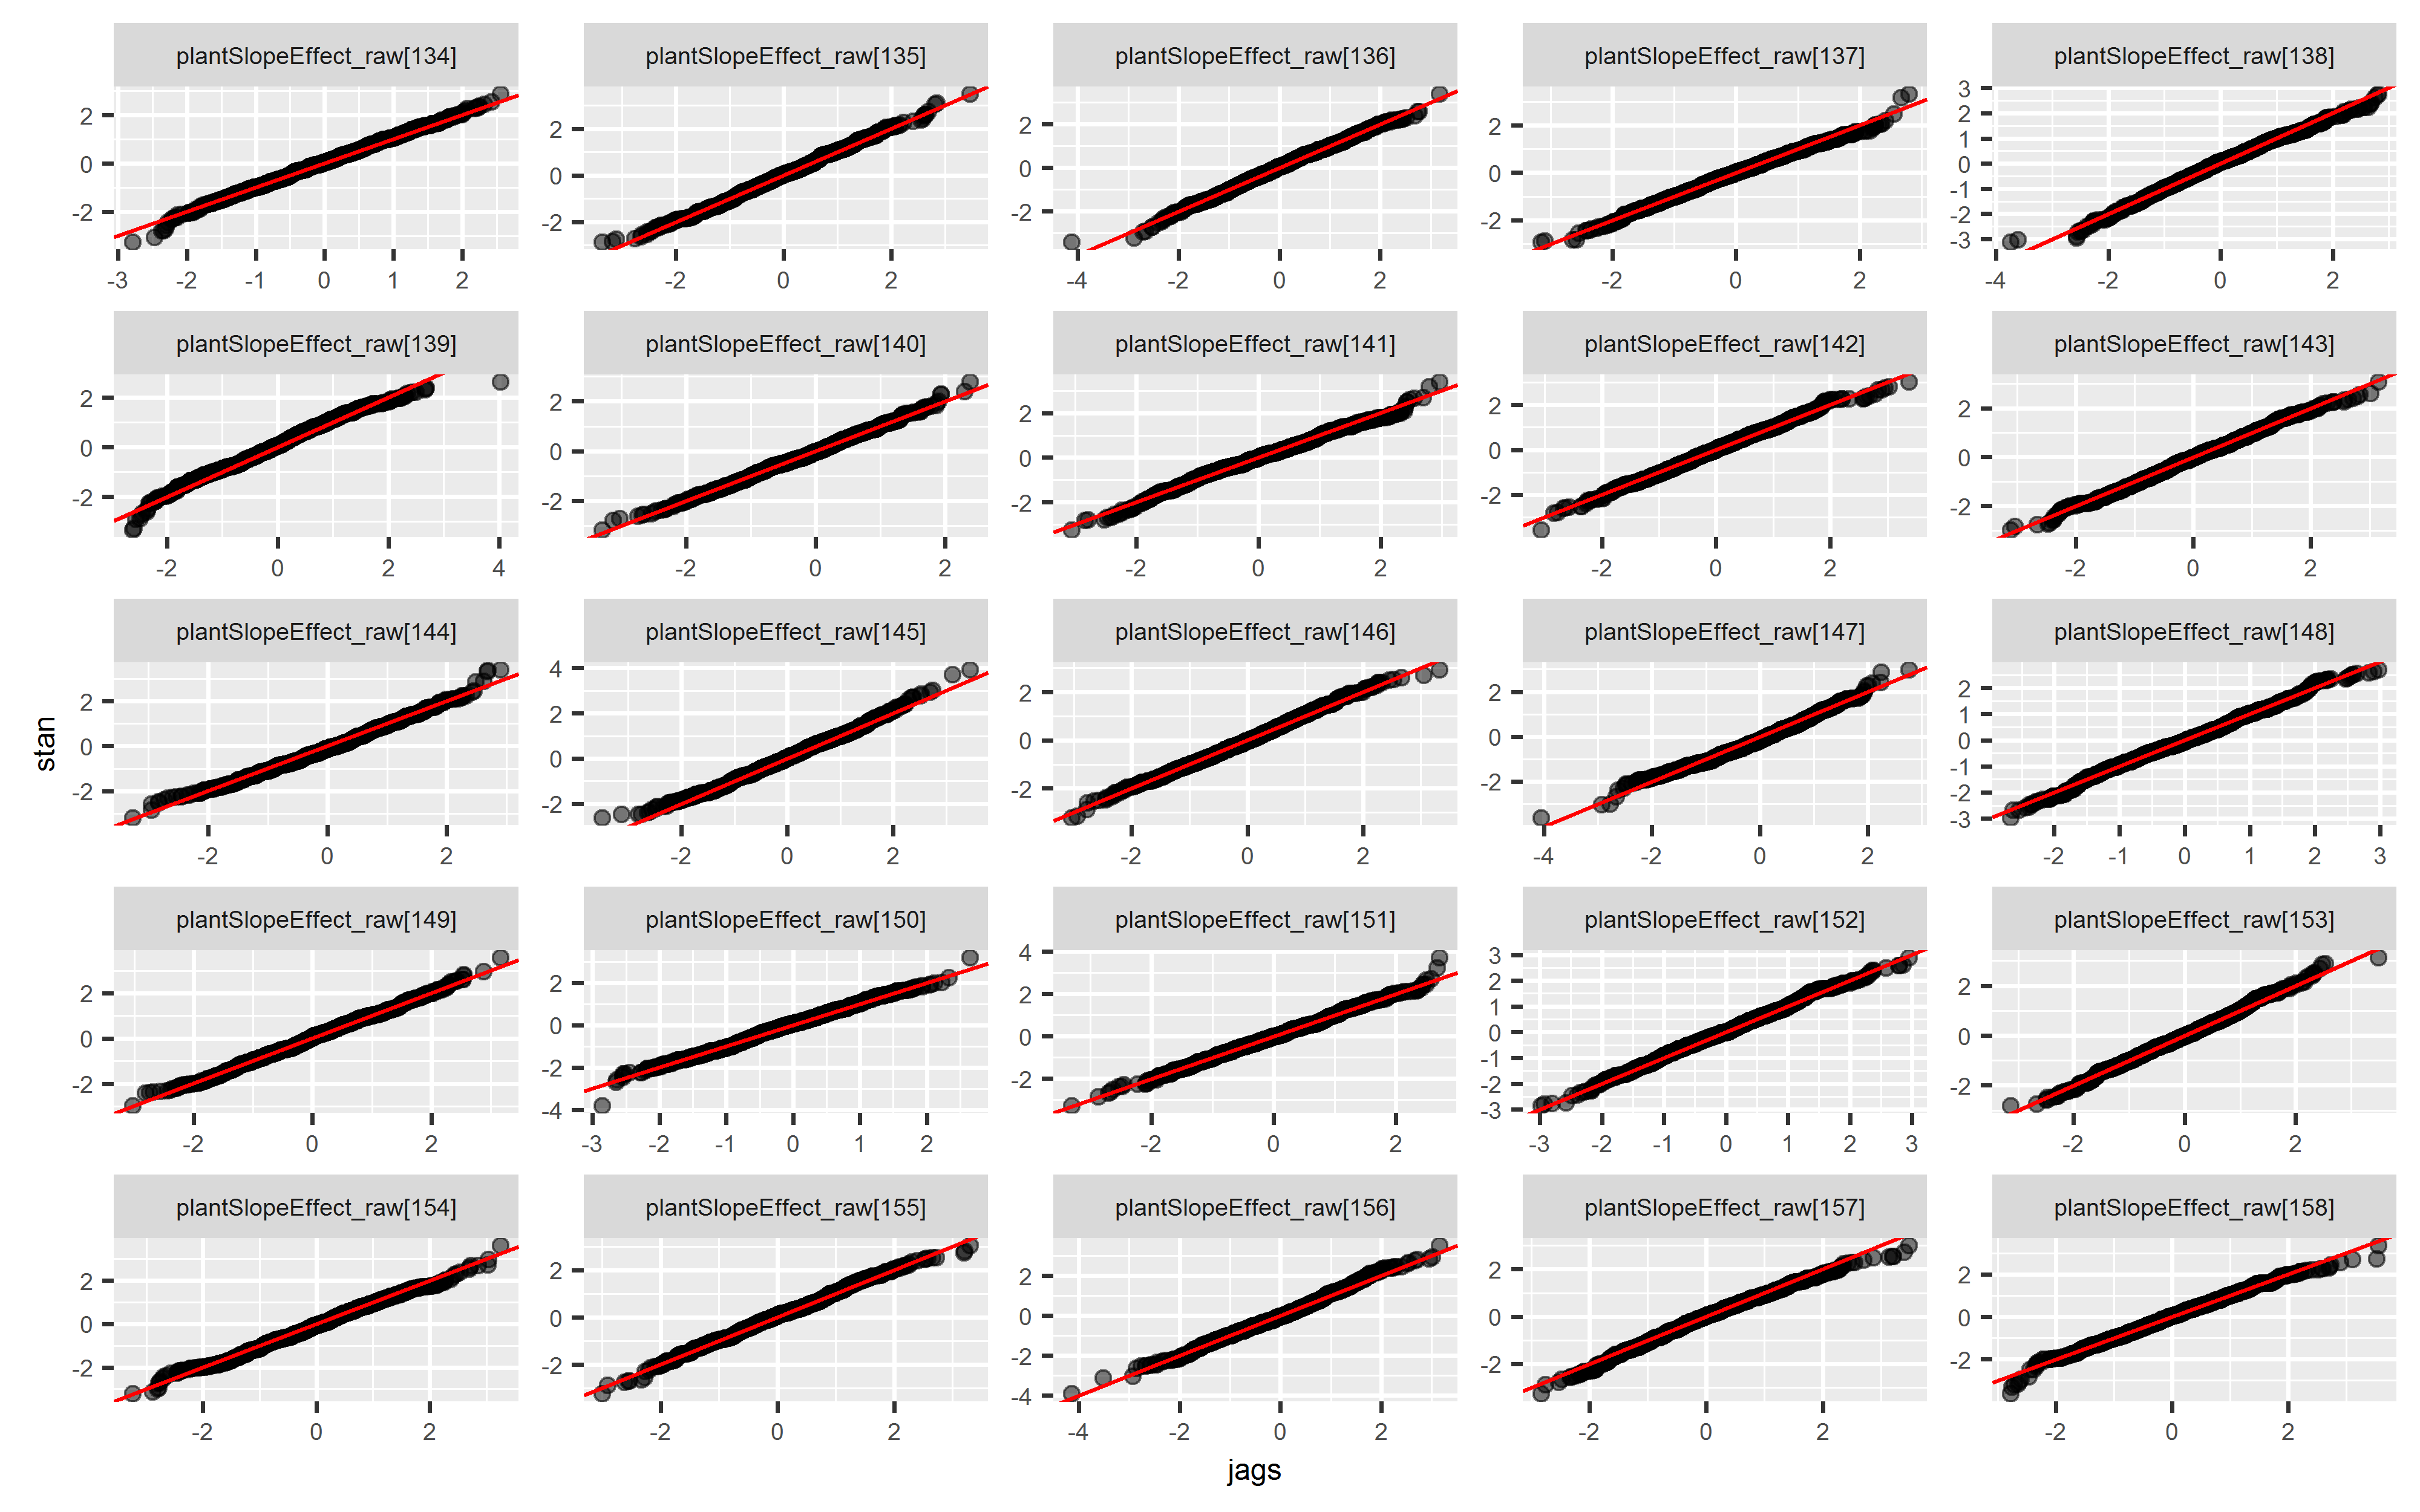 plantSlopeEffect_raw[134] plantSlopeEffect_raw[135] plantSlopeEffect_raw[136] plantSlopeEffect_raw[137] plantSlopeEffect_raw[138]
2 2 2 2 3
0 0 0 0 2
-2 -2 -2 -2 1
0
-1
-2
-3
-3 -2 -1 0 1 2 -2 0 2 -4 -2 0 2 -2 0 2 -4 -2 0 2
plantSlopeEffect_raw[139] plantSlopeEffect_raw[140] plantSlopeEffect_raw[141] plantSlopeEffect_raw[142] plantSlopeEffect_raw[143]
2 2 2 2 2
0 0 0 0 0
-2 -2 -2 -2 -2
-2 0 2 4 -2 0 2 -2 0 2 -2 0 2 -2 0 2
plantSlopeEffect_raw[144] plantSlopeEffect_raw[145] plantSlopeEffect_raw[146] plantSlopeEffect_raw[147] plantSlopeEffect_raw[148]
2 4 2 2 2
0 2 0 0 1
-2 0 -2 -2 0
-2 -1
-2
-3
-2 0 2 -2 0 2 -2 0 2 -4 -2 0 2 -2 -1 0 1 2 3
stan
plantSlopeEffect_raw[149] plantSlopeEffect_raw[150] plantSlopeEffect_raw[151] plantSlopeEffect_raw[152] plantSlopeEffect_raw[153]
2 2 4 3 2
0 0 2 2 0
-2 -2 0 1 -2
-4 -2 0
-1
-2
-3
-2 0 2 -3 -2 -1 0 1 2 -2 0 2 -3 -2 -1 0 1 2 3 -2 0 2
plantSlopeEffect_raw[154] plantSlopeEffect_raw[155] plantSlopeEffect_raw[156] plantSlopeEffect_raw[157] plantSlopeEffect_raw[158]
2 2 2 2 2
0 0 0 0 0
-2 -2 -2 -2 -2
-4
-2 0 2 -2 0 2 -4 -2 0 2 -2 0 2 -2 0 2
jags